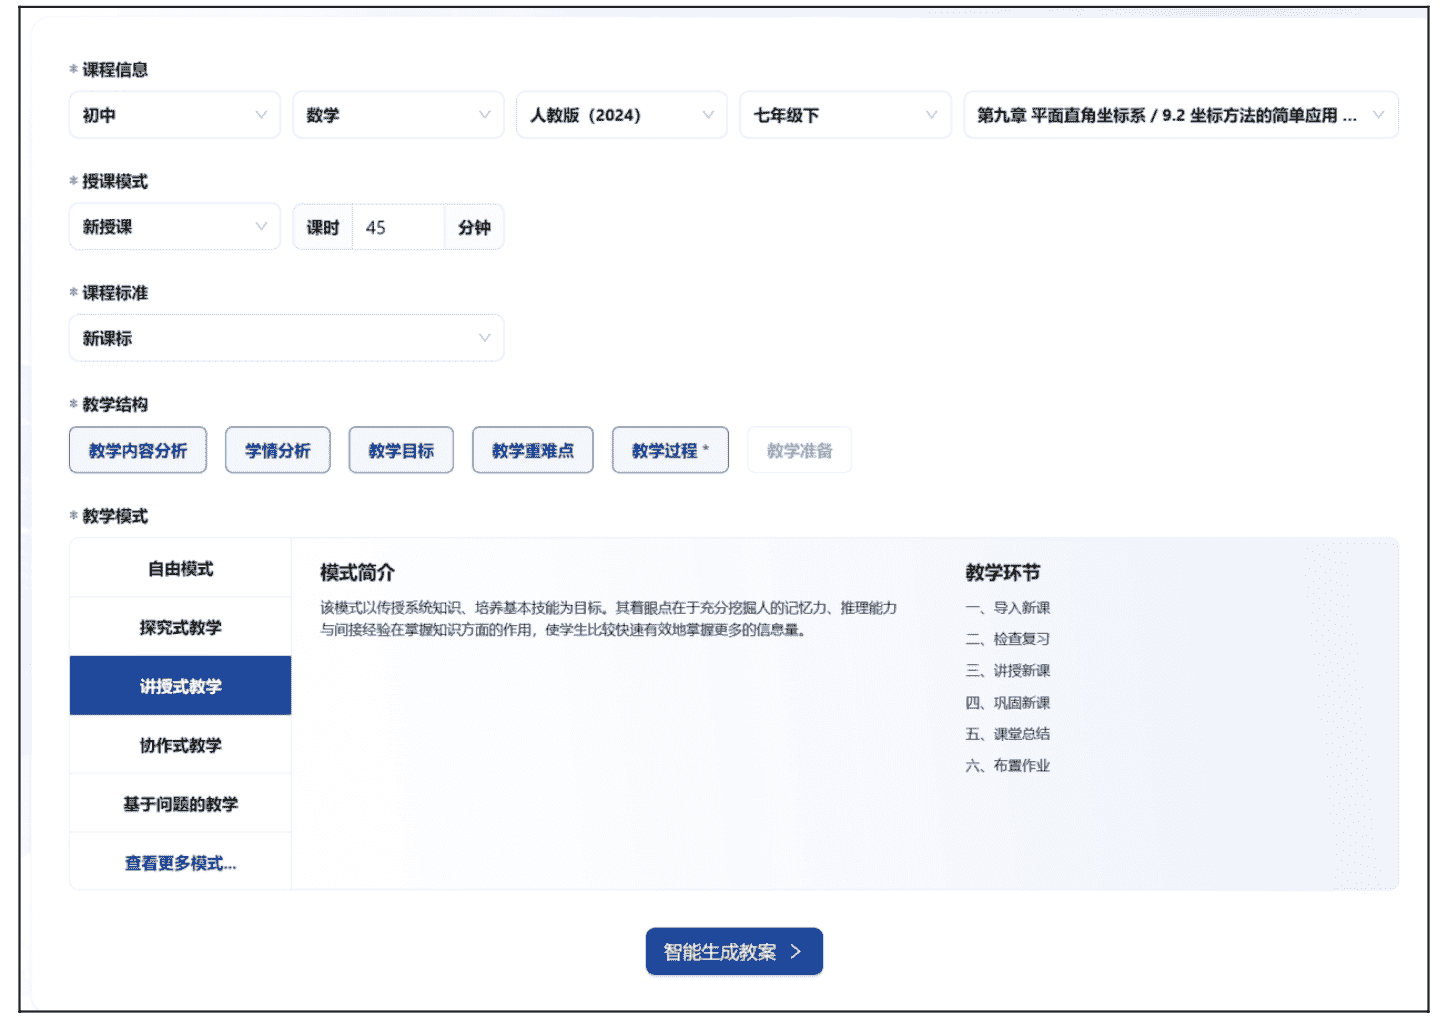 * 课程信息
初中 数学 人教版（2024） 七年级下 第九章 平面直角坐标系 / 9.2 坐标方法的简单应用 ...
* 授课模式
新授课 课时 45 分钟
* 课程标准
新课标
* 教学结构
教学内容分析 学情分析 教学目标 教学重难点 教学过程 * 教学准备
* 教学模式
自由模式
探究式教学
讲授式教学
协作式教学
基于问题的教学
查看更多模式...
模式简介
该模式以传授系统知识、培养基本技能为目标。其着眼点在于充分挖掘人的记忆力、推理能力
与间接经验在掌握知识方面的作用，使学生比较快速有效地掌握更多的信息量。
教学环节
一、导入新课
二、检查复习
三、讲授新课
四、巩固新课
五、课堂总结
六、布置作业
智能生成教案 >